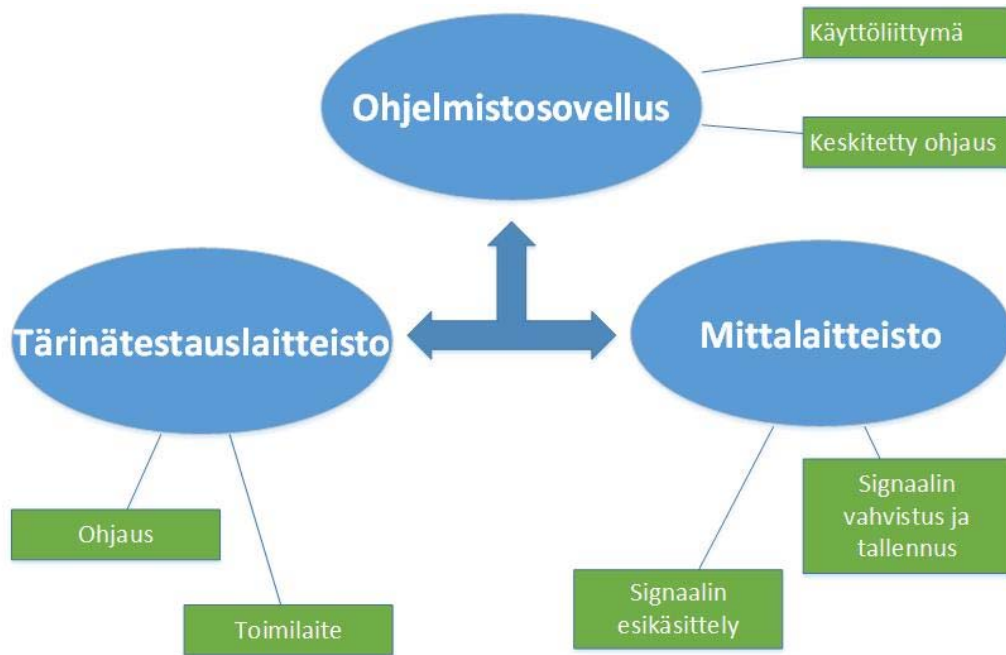 Käyttöliittymä
Ohjelmistosovellus
Keskitetty ohjaus
Tärinätestauslaitteisto
Mittalaitteisto
Ohjaus
Toimilaite
Signaalin
esikäsittely
Signaalin
vahvistus ja
tallennus